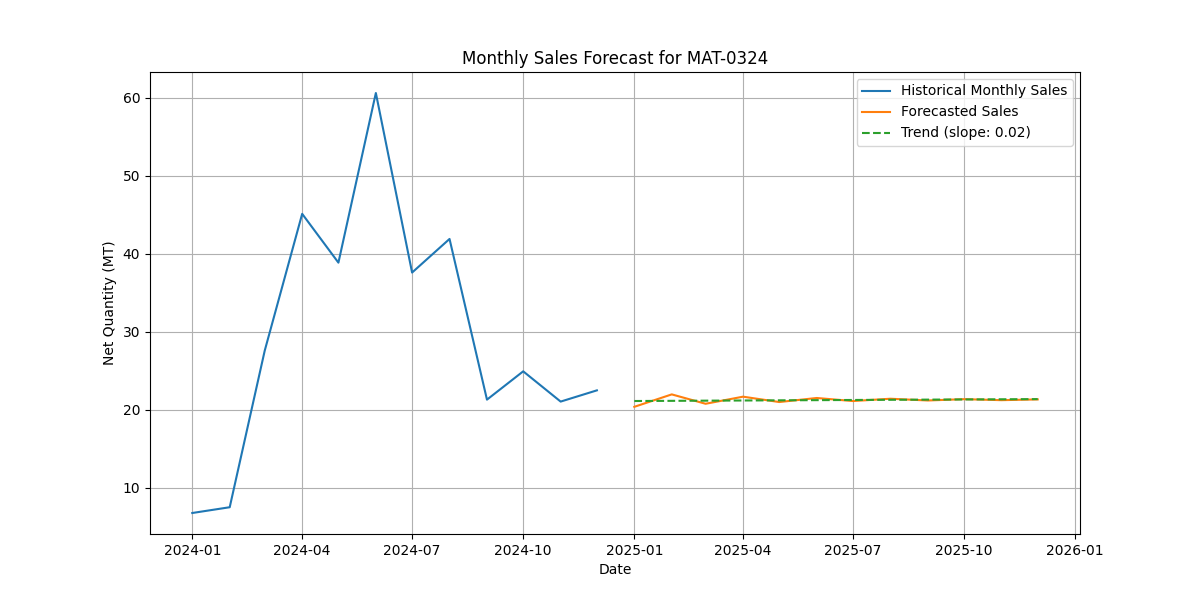 Monthly Sales Forecast for MAT-0324
Historical Monthly Sales
Forecasted Sales
Trend (slope: 0.02)
Net Quantity (MT)
60
50
40
30
20
10
2024-01 2024-04 2024-07 2024-10 2025-01 2025-04 2025-07 2025-10 2026-01
Date